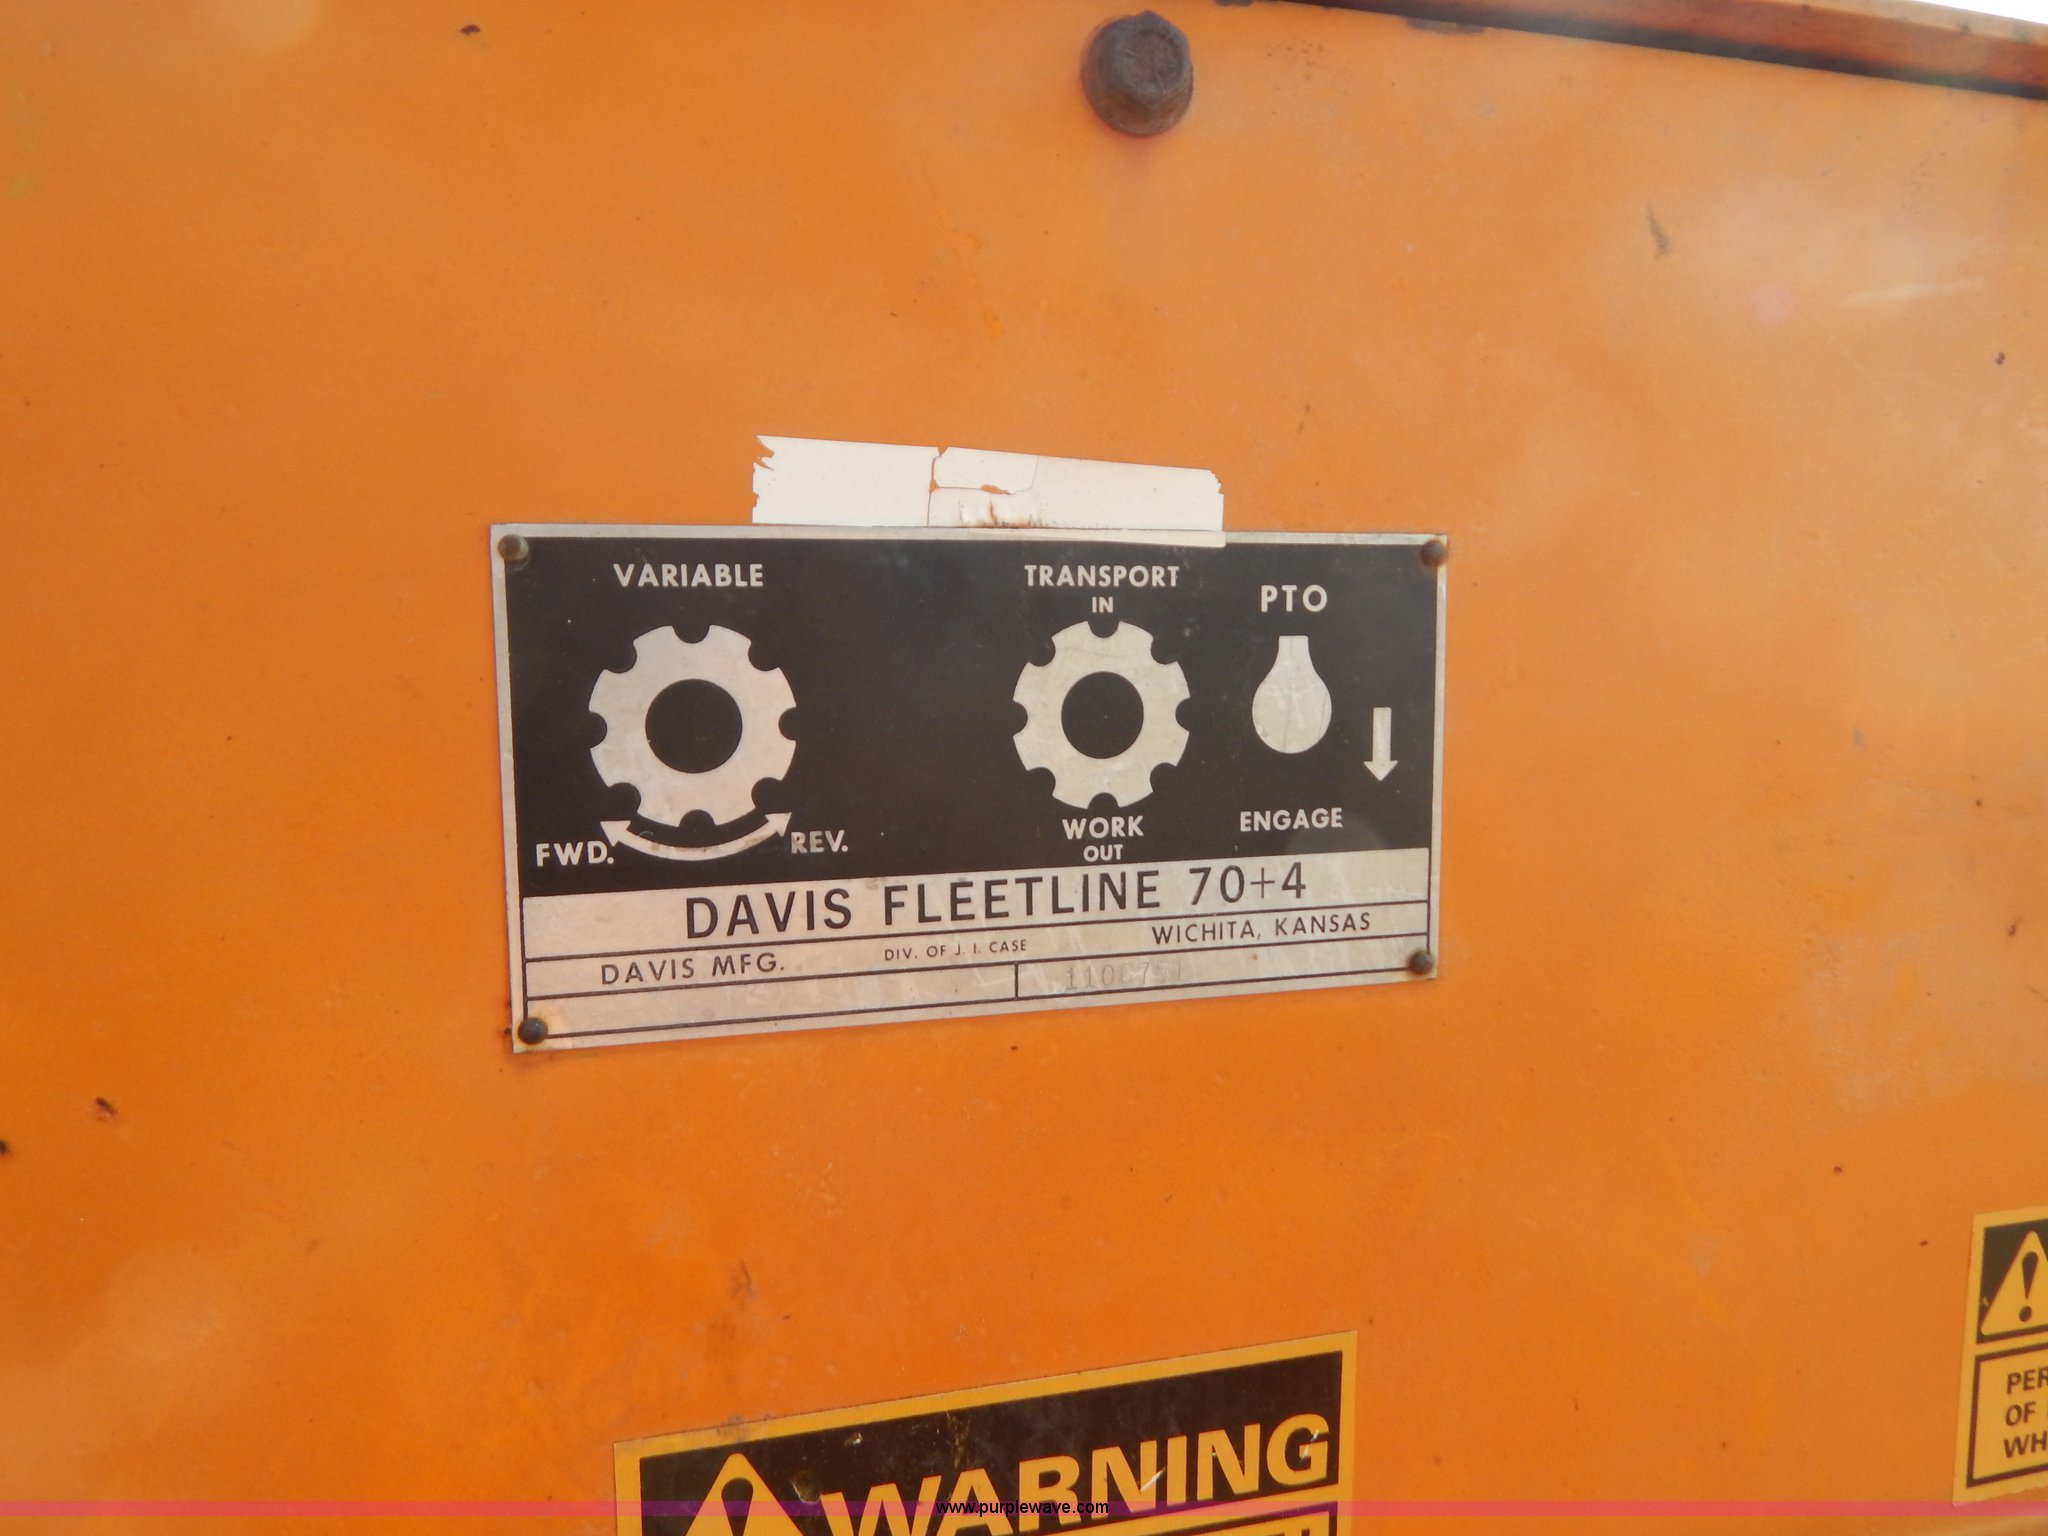 VARIABLE
TRANSPORT
IN
PTO
FWD.
REV.
WORK
OUT
ENGAGE
DAVIS FLEETLINE 70+4
DAVIS MFG. DIV. OF J. I. CASE WICHITA, KANSAS
WARNING
OF
www.purplewave.com